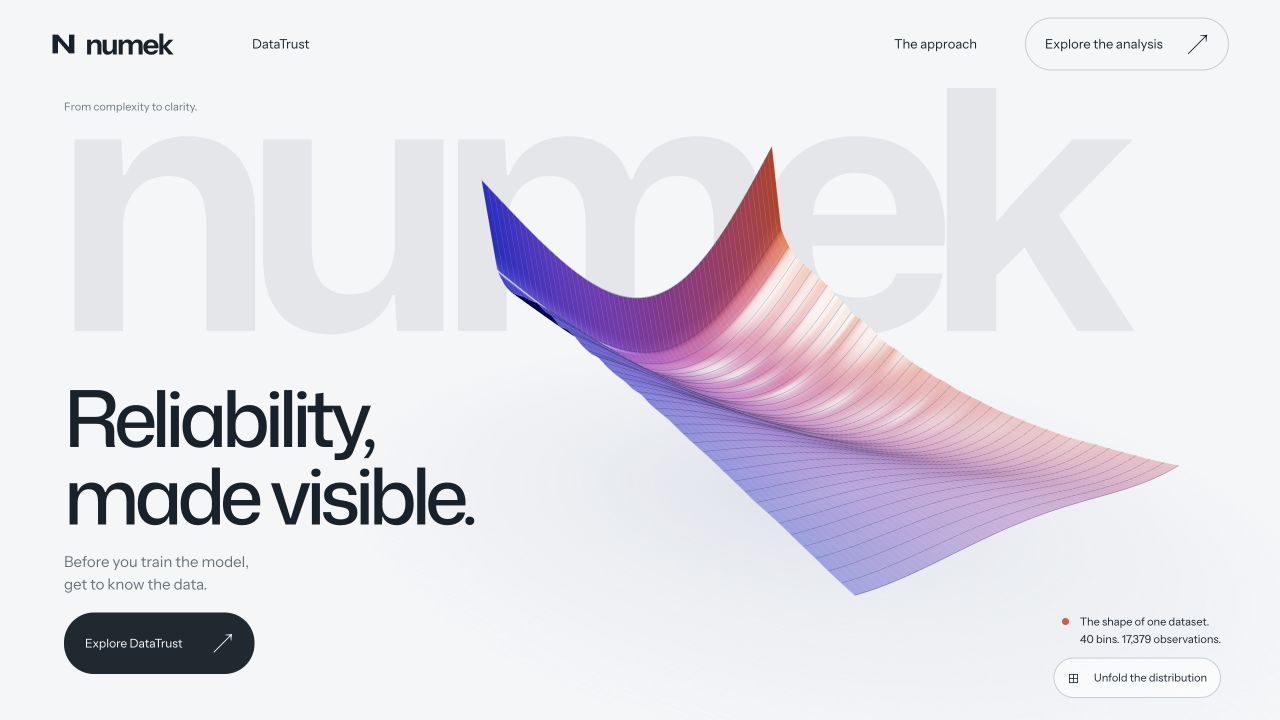 N numek
DataTrust
The approach
Explore the analysis
From complexity to clarity.
numek
Reliability,
made visible.
Before you train the model,
get to know the data.
Explore DataTrust
The shape of one dataset.
40 bins. 17,379 observations.
Unfold the distribution